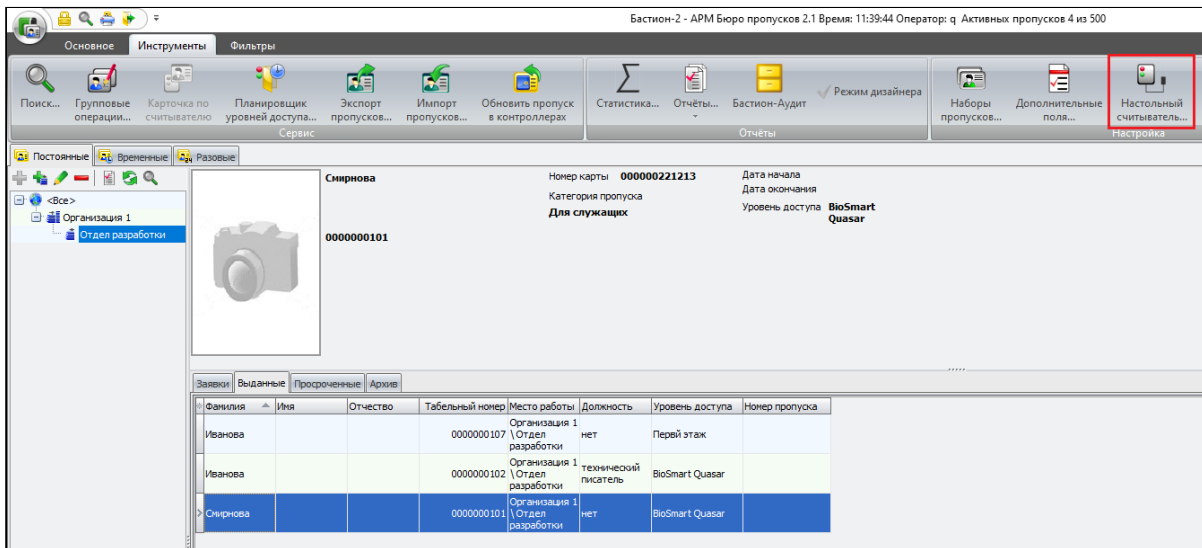 Бастион-2 - АРМ Бюро пропусков 2.1 Время: 11:39:44 Оператор: q Активных пропусков 4 из 500
Основное Инструменты Фильтры
Поиск... Групповые операции... Карточка по считывателю Планировщик уровней доступа... Экспорт пропусков... Импорт пропусков... Обновить пропуск в контроллерах Статистика... Отчёты... Бастион-Аудит Режим дизайнера Наборы пропусков... Дополнительные поля... Настольный считыватель...
Сервис Отчёты Настройка
Постоянные Временные Разовые
<Все>
Организация 1
Отдел разработки
Смирнова
0000000101
Номер карты 000000221213
Категория пропуска
Для служащих
Дата начала
Дата окончания
Уровень доступа BioSmart
Quasar
Заявки Выданные Просроченные Архив
Фамилия Имя Отчество Табельный номер Место работы Должность Уровень доступа Номер пропуска
Иванова 0000000107 Организация 1 \Отдел разработки нет Первй этаж
Иванова 0000000102 Организация 1 \Отдел разработки технический писатель BioSmart Quasar
Смирнова 0000000101 Организация 1 \Отдел разработки нет BioSmart Quasar